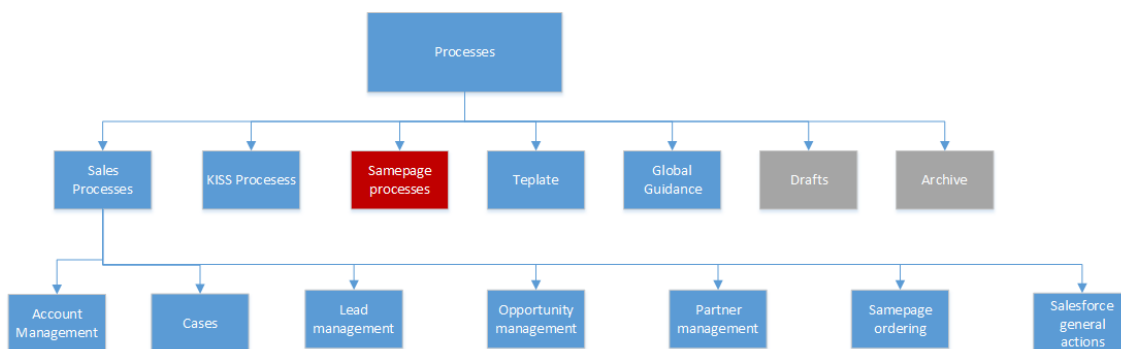 Processes
Sales
Processes
KISS Procesess
Samepage
processes
Teplate
Global
Guidance
Drafts
Archive
Account
Management
Cases
Lead
management
Opportunity
management
Partner
management
Samepage
ordering
Salesforce
general
actions